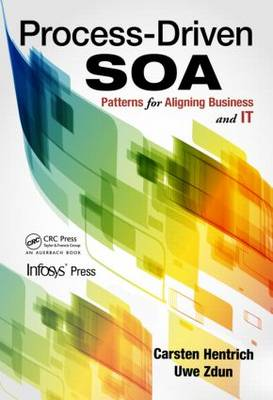 Process-Driven
SOA
Patterns for Aligning Business
and IT
CRC
CRC Press
Taylor & Francis Group
AN AUERBACH BOOK
Infosys® Press
Carsten Hentrich
Uwe Zdun